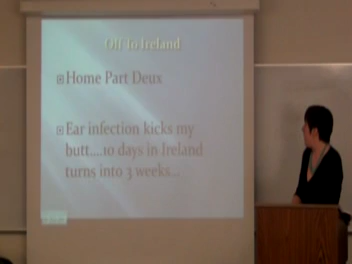 Off To Ireland
Home Part Deux
Ear infection kicks my
butt....10 days in Ireland
turns into 3 weeks...